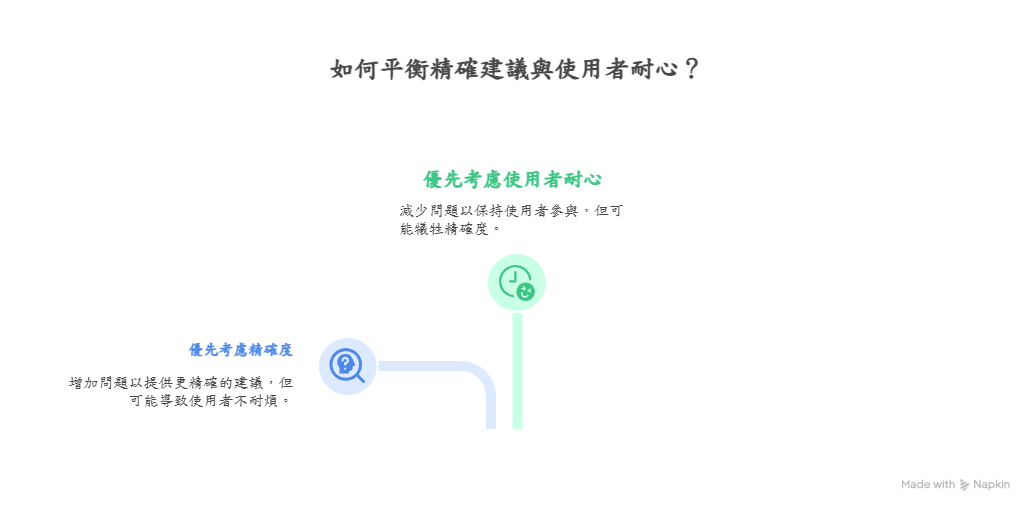 如何平衡精確建議與使用者耐心？
優先考慮使用者耐心
減少問題以保持使用者參與，但可
能犧牲精確度。
優先考慮精確度
增加問題以提供更精確的建議，但
可能導致使用者不耐煩。
Made with Napkin